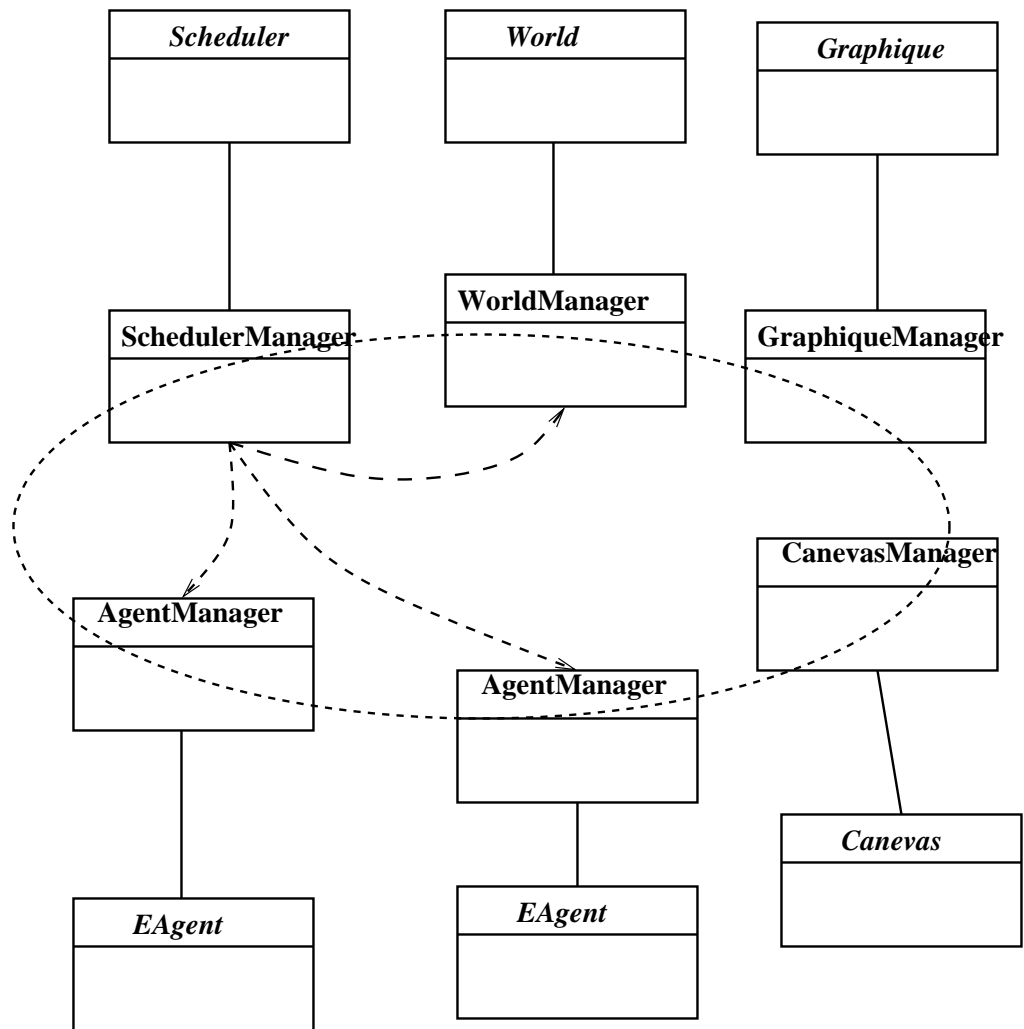 Scheduler
World
Graphique
SchedulerManager
WorldManager
GraphiqueManager
CanevasManager
AgentManager
AgentManager
Canevas
EAgent
EAgent